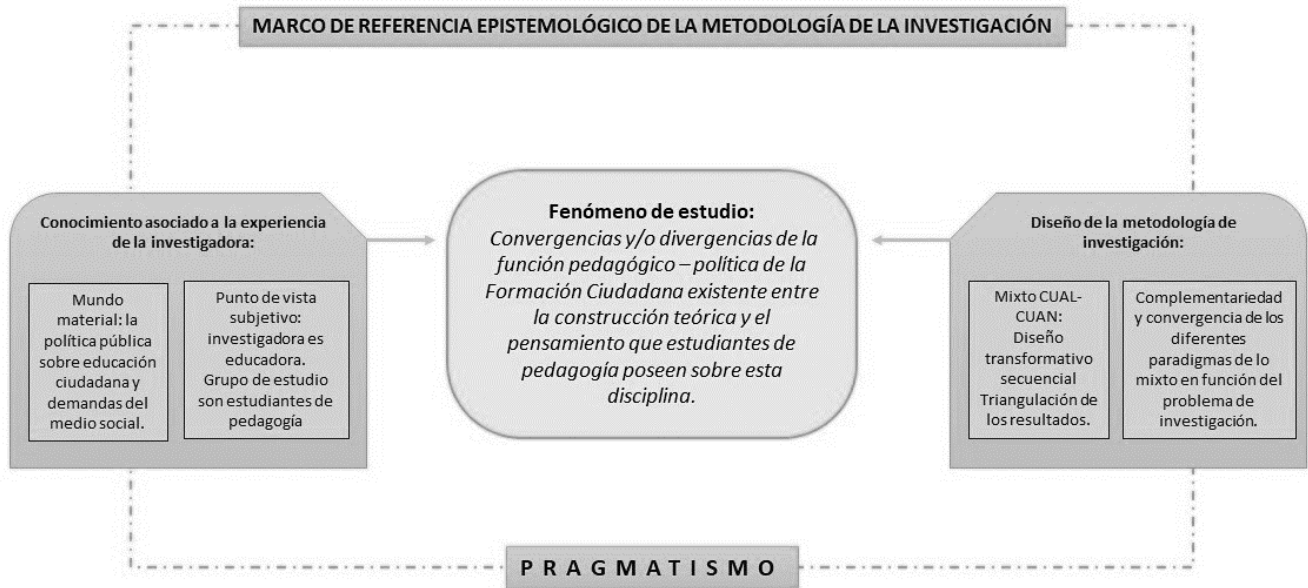 MARCO DE REFERENCIA EPISTEMOLÓGICO DE LA METODOLOGÍA DE LA INVESTIGACIÓN
Conocimiento asociado a la experiencia
de la investigadora:
Mundo
material: la
política pública
sobre educación
ciudadana y
demandas del
medio social.
Punto de vista
subjetivo:
investigadora es
educadora.
Grupo de estudio
son estudiantes de
pedagogía
Fenómeno de estudio:
Convergencias y/o divergencias de la
función pedagógico – política de la
Formación Ciudadana existente entre
la construcción teórica y el
pensamiento que estudiantes de
pedagogía poseen sobre esta
disciplina.
Diseño de la metodología de
investigación:
Mixto CUAL-
CUAN:
Diseño
transformativo
secuencial
Triangulación de
los resultados.
Complementariedad
y convergencia de los
diferentes
paradigmas de lo
mixto en función del
problema de
investigación.
PRAGMATISMO